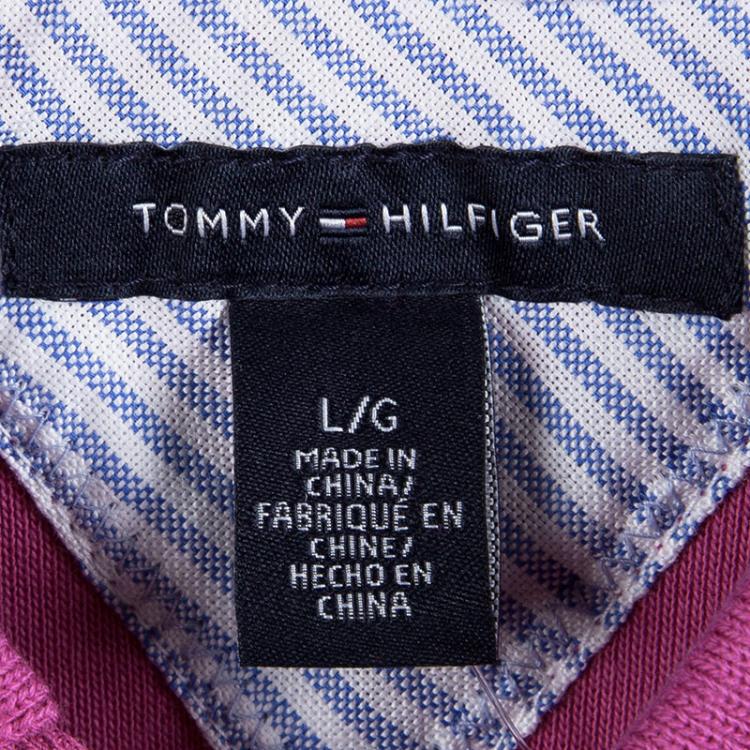 TOMMY HILFIGER
L/G
MADE IN
CHINA/
FABRIQUÉ EN
CHINE/
HECHO EN
CHINA